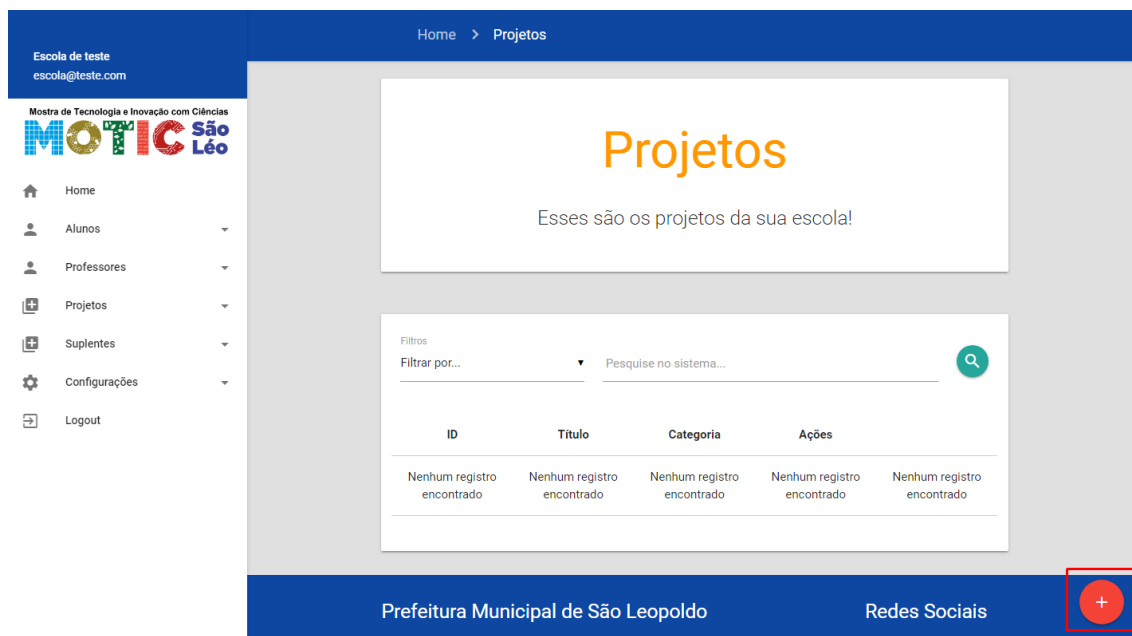 Escola de teste
escola@teste.com
Home > Projetos
Mostra de Tecnologia e Inovação com Ciências
MOTIC São Léo
Home
Alunos
Professores
Projetos
Suplentes
Configurações
Logout
Projetos
Esses são os projetos da sua escola!
Filtros
Filtrar por...
Pesquise no sistema...
ID Título Categoria Ações
Nenhum registro encontrado Nenhum registro encontrado Nenhum registro encontrado Nenhum registro encontrado Nenhum registro encontrado
Prefeitura Municipal de São Leopoldo
Redes Sociais
+